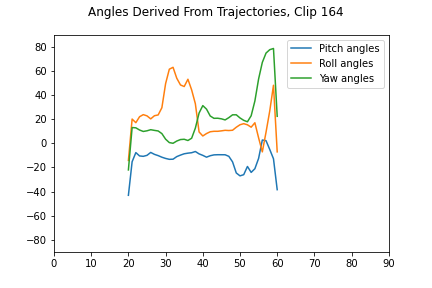 Angles Derived From Trajectories, Clip 164
Pitch angles
Roll angles
Yaw angles
80
60
40
20
0
−20
−40
−60
−80
0 10 20 30 40 50 60 70 80 90